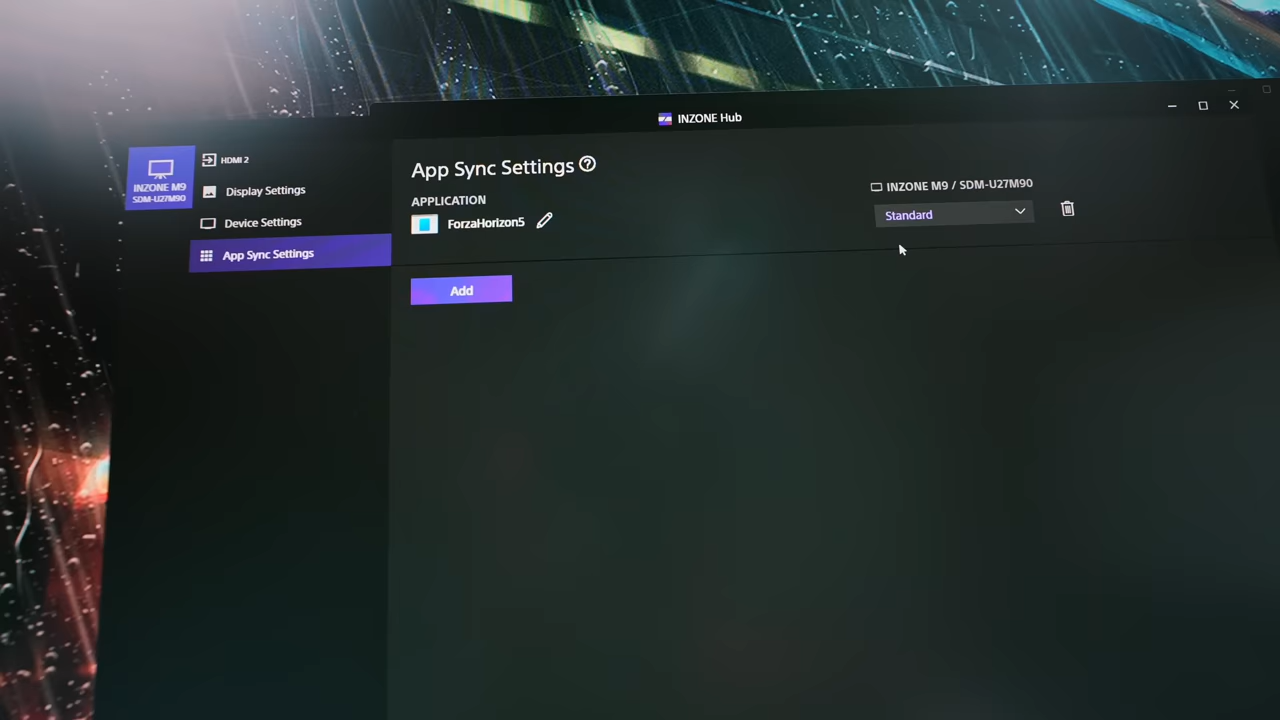 INZONE Hub
INZONE M9
SDM-U27M90
HDMI 2
Display Settings
Device Settings
App Sync Settings
App Sync Settings
APPLICATION
ForzaHorizon5
INZONE M9 / SDM-U27M90
Standard
Add